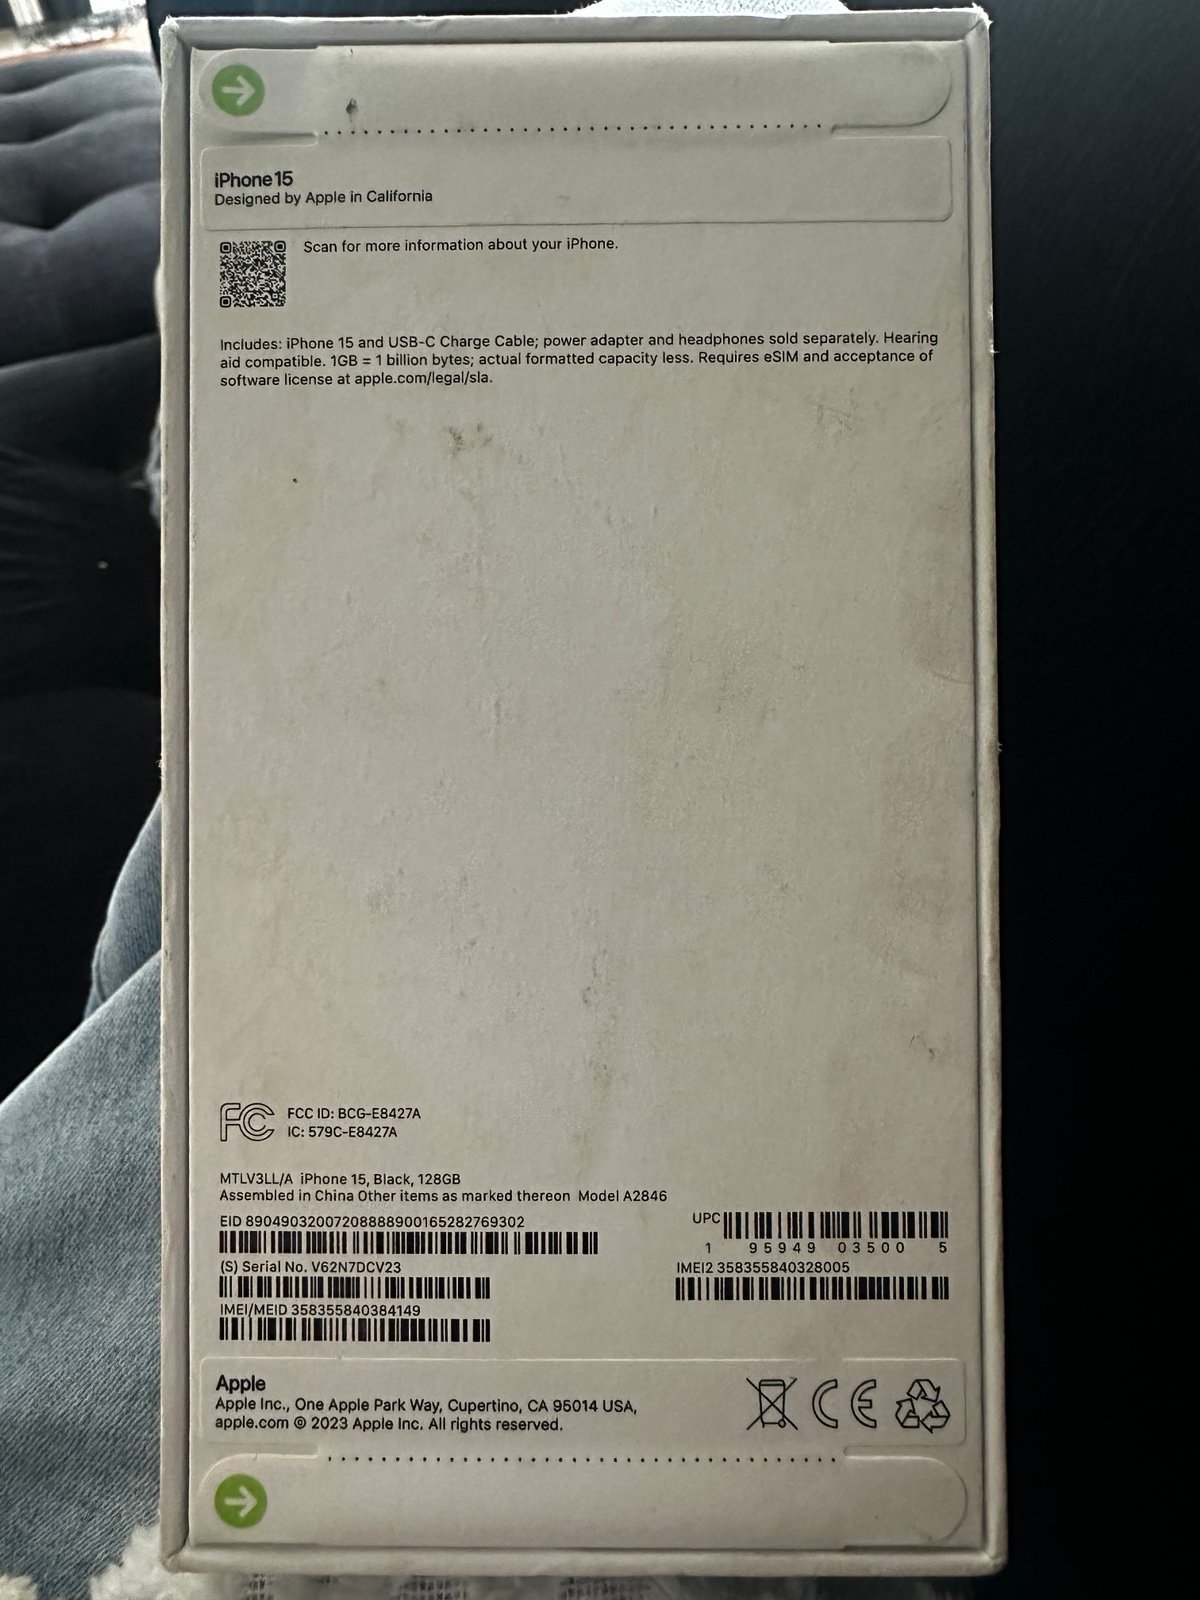 iPhone 15
Designed by Apple in California
Scan for more information about your iPhone.
Includes: iPhone 15 and USB-C Charge Cable; power adapter and headphones sold separately. Hearing
aid compatible. 1GB = 1 billion bytes; actual formatted capacity less. Requires eSIM and acceptance of
software license at apple.com/legal/sla.
FC FCC ID: BCG-E8427A
IC: 579C-E8427A
MTLV3LL/A iPhone 15, Black, 128GB
Assembled in China Other items as marked thereon Model A2846
EID 89049032007208888900165282769302
UPC
1 95949 03500 5
(S) Serial No. V62N7DCV23
IMEI2 358355840328005
IMEI/MEID 358355840384149
Apple
Apple Inc., One Apple Park Way, Cupertino, CA 95014 USA,
apple.com © 2023 Apple Inc. All rights reserved.
CE